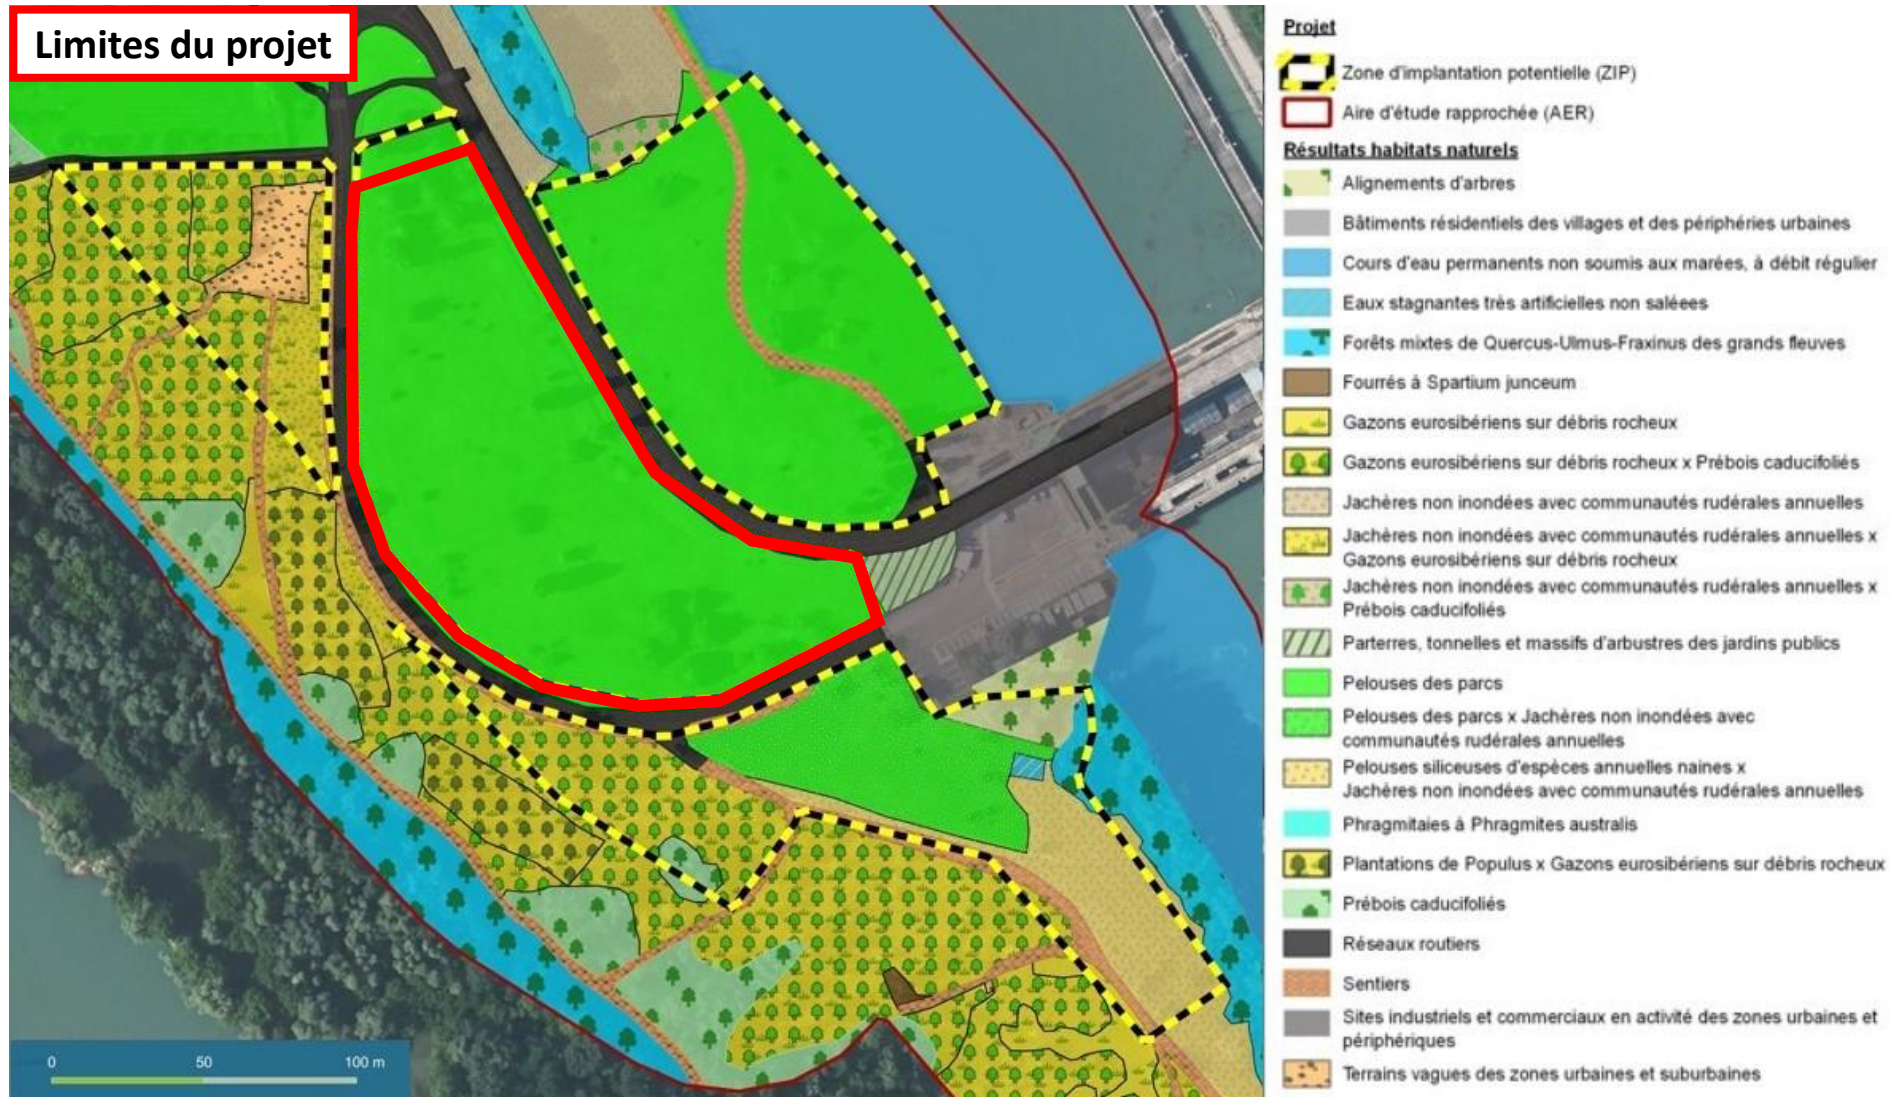 Limites du projet
Projet
Zone d'implantation potentielle (ZIP)
Aire d'étude rapprochée (AER)
Résultats habitats naturels
Alignements d'arbres
Bâtiments résidentiels des villages et des périphéries urbaines
Cours d'eau permanents non soumis aux marées, à débit régulier
Eaux stagnantes très artificielles non saléees
Forêts mixtes de Quercus-Ulmus-Fraxinus des grands fleuves
Fourrés à Spartium junceum
Gazons eurosibériens sur débris rocheux
Gazons eurosibériens sur débris rocheux x Prébois caducifoliés
Jachères non inondées avec communautés rudérales annuelles
Jachères non inondées avec communautés rudérales annuelles x
Gazons eurosibériens sur débris rocheux
Jachères non inondées avec communautés rudérales annuelles x
Prébois caducifoliés
Parterres, tonnelles et massifs d'arbustres des jardins publics
Pelouses des parcs
Pelouses des parcs x Jachères non inondées avec
communautés rudérales annuelles
Pelouses siliceuses d'espèces annuelles naines x
Jachères non inondées avec communautés rudérales annuelles
Phragmitaies à Phragmites australis
Plantations de Populus x Gazons eurosibériens sur débris rocheux
Prébois caducifoliés
Réseaux routiers
Sentiers
Sites industriels et commerciaux en activité des zones urbaines et
périphériques
Terrains vagues des zones urbaines et suburbaines
0 50 100 m